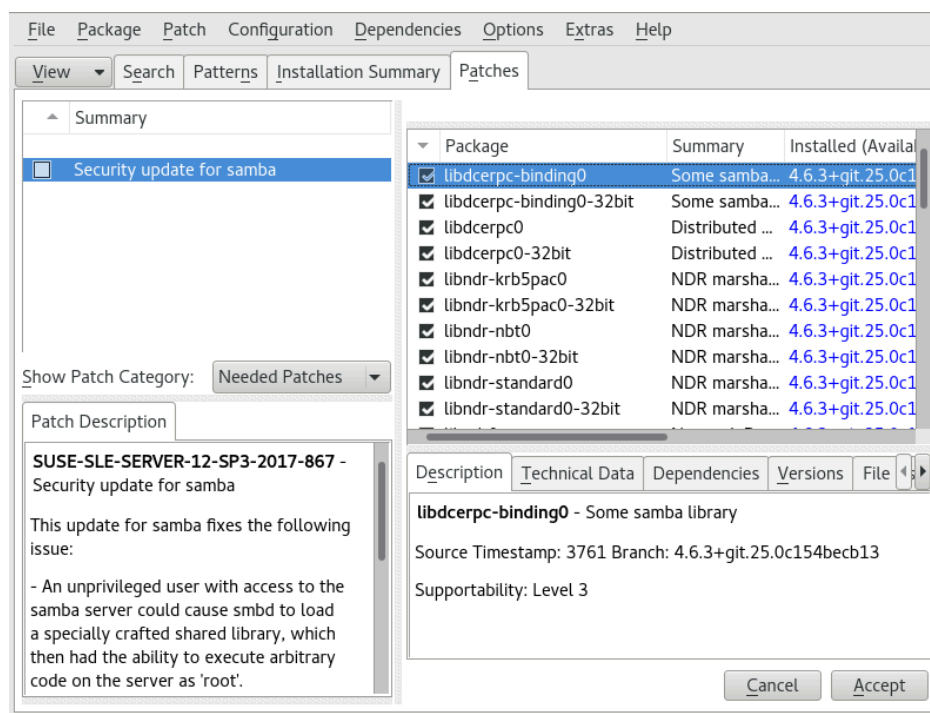 File Package Patch Configuration Dependencies Options Extras Help
View Search Patterns Installation Summary Patches
Summary
Security update for samba
Show Patch Category: Needed Patches
Patch Description
SUSE-SLE-SERVER-12-SP3-2017-867 -
Security update for samba
This update for samba fixes the following
issue:
- An unprivileged user with access to the
samba server could cause smbd to load
a specially crafted shared library, which
then had the ability to execute arbitrary
code on the server as 'root'.
Package Summary Installed (Availa
libdcerpc-binding0 Some samba... 4.6.3+git.25.0c1
libdcerpc-binding0-32bit Some samba... 4.6.3+git.25.0c1
libdcerpc0 Distributed ... 4.6.3+git.25.0c1
libdcerpc0-32bit Distributed ... 4.6.3+git.25.0c1
libndr-krb5pac0 NDR marsha... 4.6.3+git.25.0c1
libndr-krb5pac0-32bit NDR marsha... 4.6.3+git.25.0c1
libndr-nbt0 NDR marsha... 4.6.3+git.25.0c1
libndr-nbt0-32bit NDR marsha... 4.6.3+git.25.0c1
libndr-standard0 NDR marsha... 4.6.3+git.25.0c1
libndr-standard0-32bit NDR marsha... 4.6.3+git.25.0c1
Description Technical Data Dependencies Versions File
libdcerpc-binding0 - Some samba library
Source Timestamp: 3761 Branch: 4.6.3+git.25.0c154becb13
Supportability: Level 3
Cancel Accept